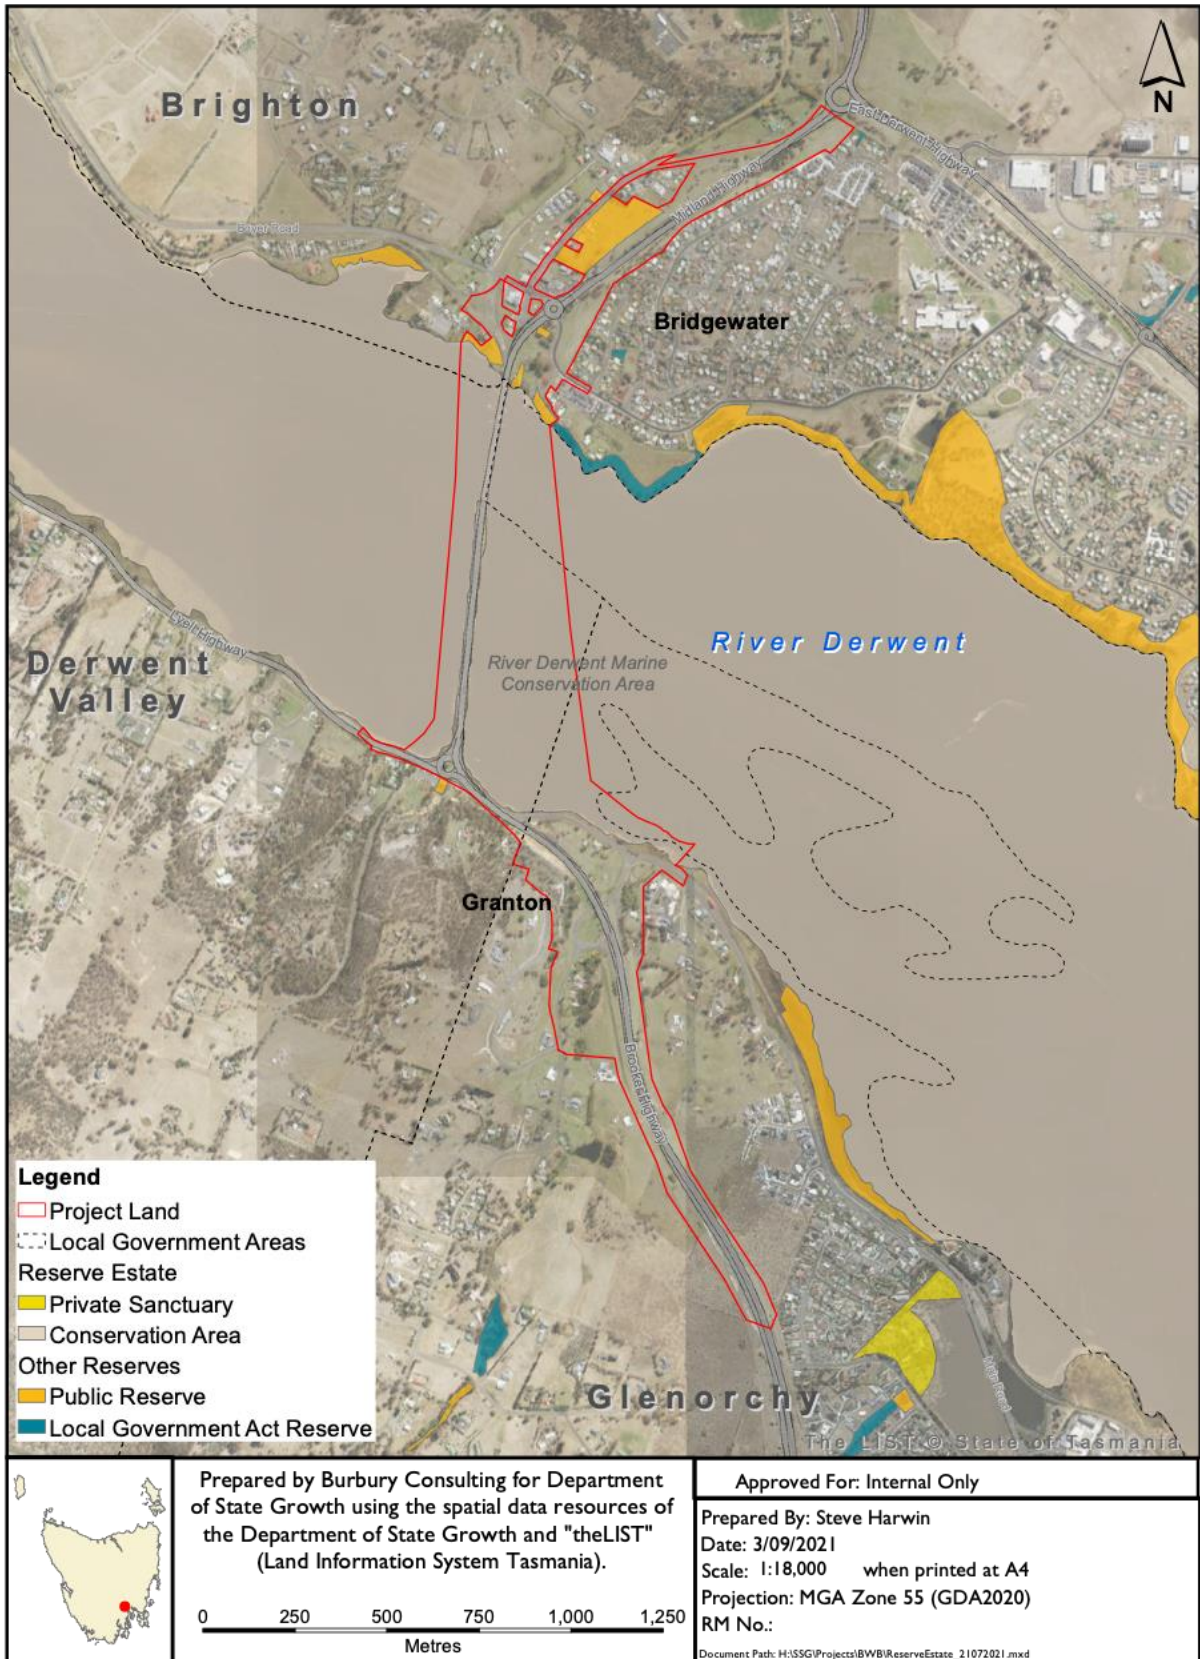 N
Brighton
East Derwent Highway
Midland Highway
Boyer Road
Bridgewater
River Derwent
Lyell Highway
Derwent
Valley
River Derwent Marine
Conservation Area
Granton
Brooker Highway
Glenorchy
Main Road
The LIST © State of Tasmania
Legend
Project Land
Local Government Areas
Reserve Estate
Private Sanctuary
Conservation Area
Other Reserves
Public Reserve
Local Government Act Reserve
Prepared by Burbury Consulting for Department
of State Growth using the spatial data resources of
the Department of State Growth and "theLIST"
(Land Information System Tasmania).
0 250 500 750 1,000 1,250
Metres
Approved For: Internal Only
Prepared By: Steve Harwin
Date: 3/09/2021
Scale: 1:18,000 when printed at A4
Projection: MGA Zone 55 (GDA2020)
RM No.:
Document Path: H:\SSG\Projects\BWB\ReserveEstate_21072021.mxd